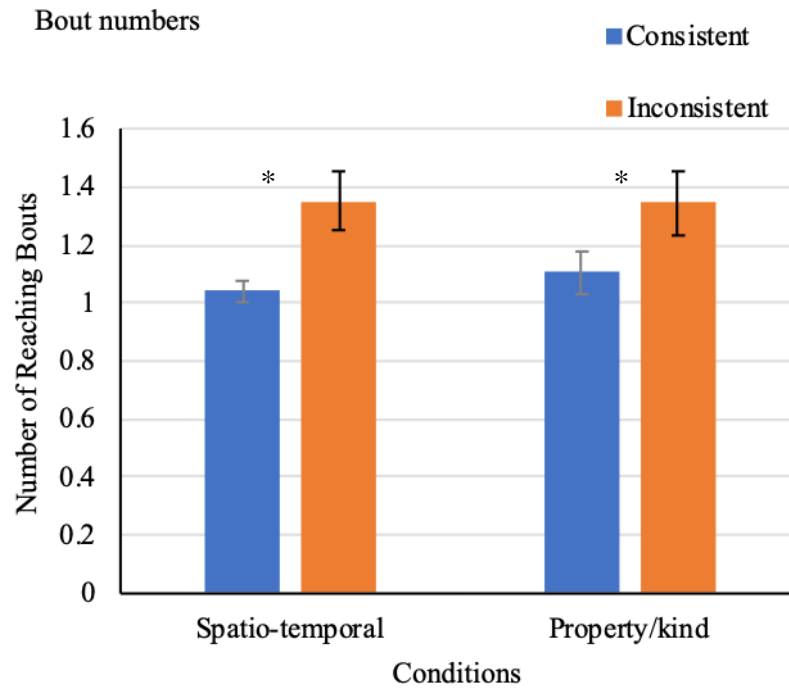 Bout numbers
Consistent
Inconsistent
Number of Reaching Bouts
1.6
1.4
1.2
1
0.8
0.6
0.4
0.2
0
*
*
Spatio-temporal
Property/kind
Conditions